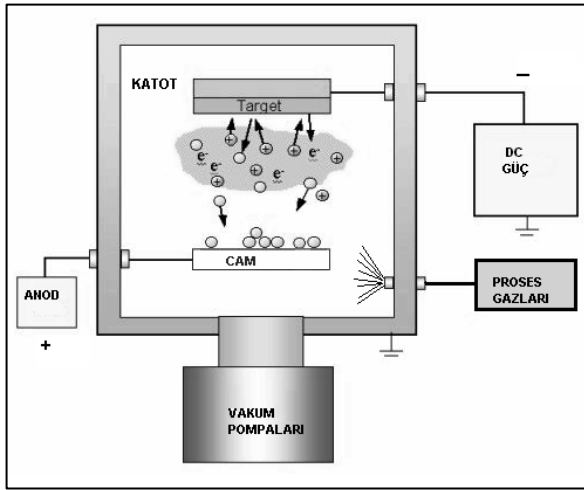 KATOT
Target
−
DC
GÜÇ
e⁻
e⁻
e⁻
e⁻
CAM
ANOD
+
PROSES
GAZLARI
VAKUM
POMPALARI